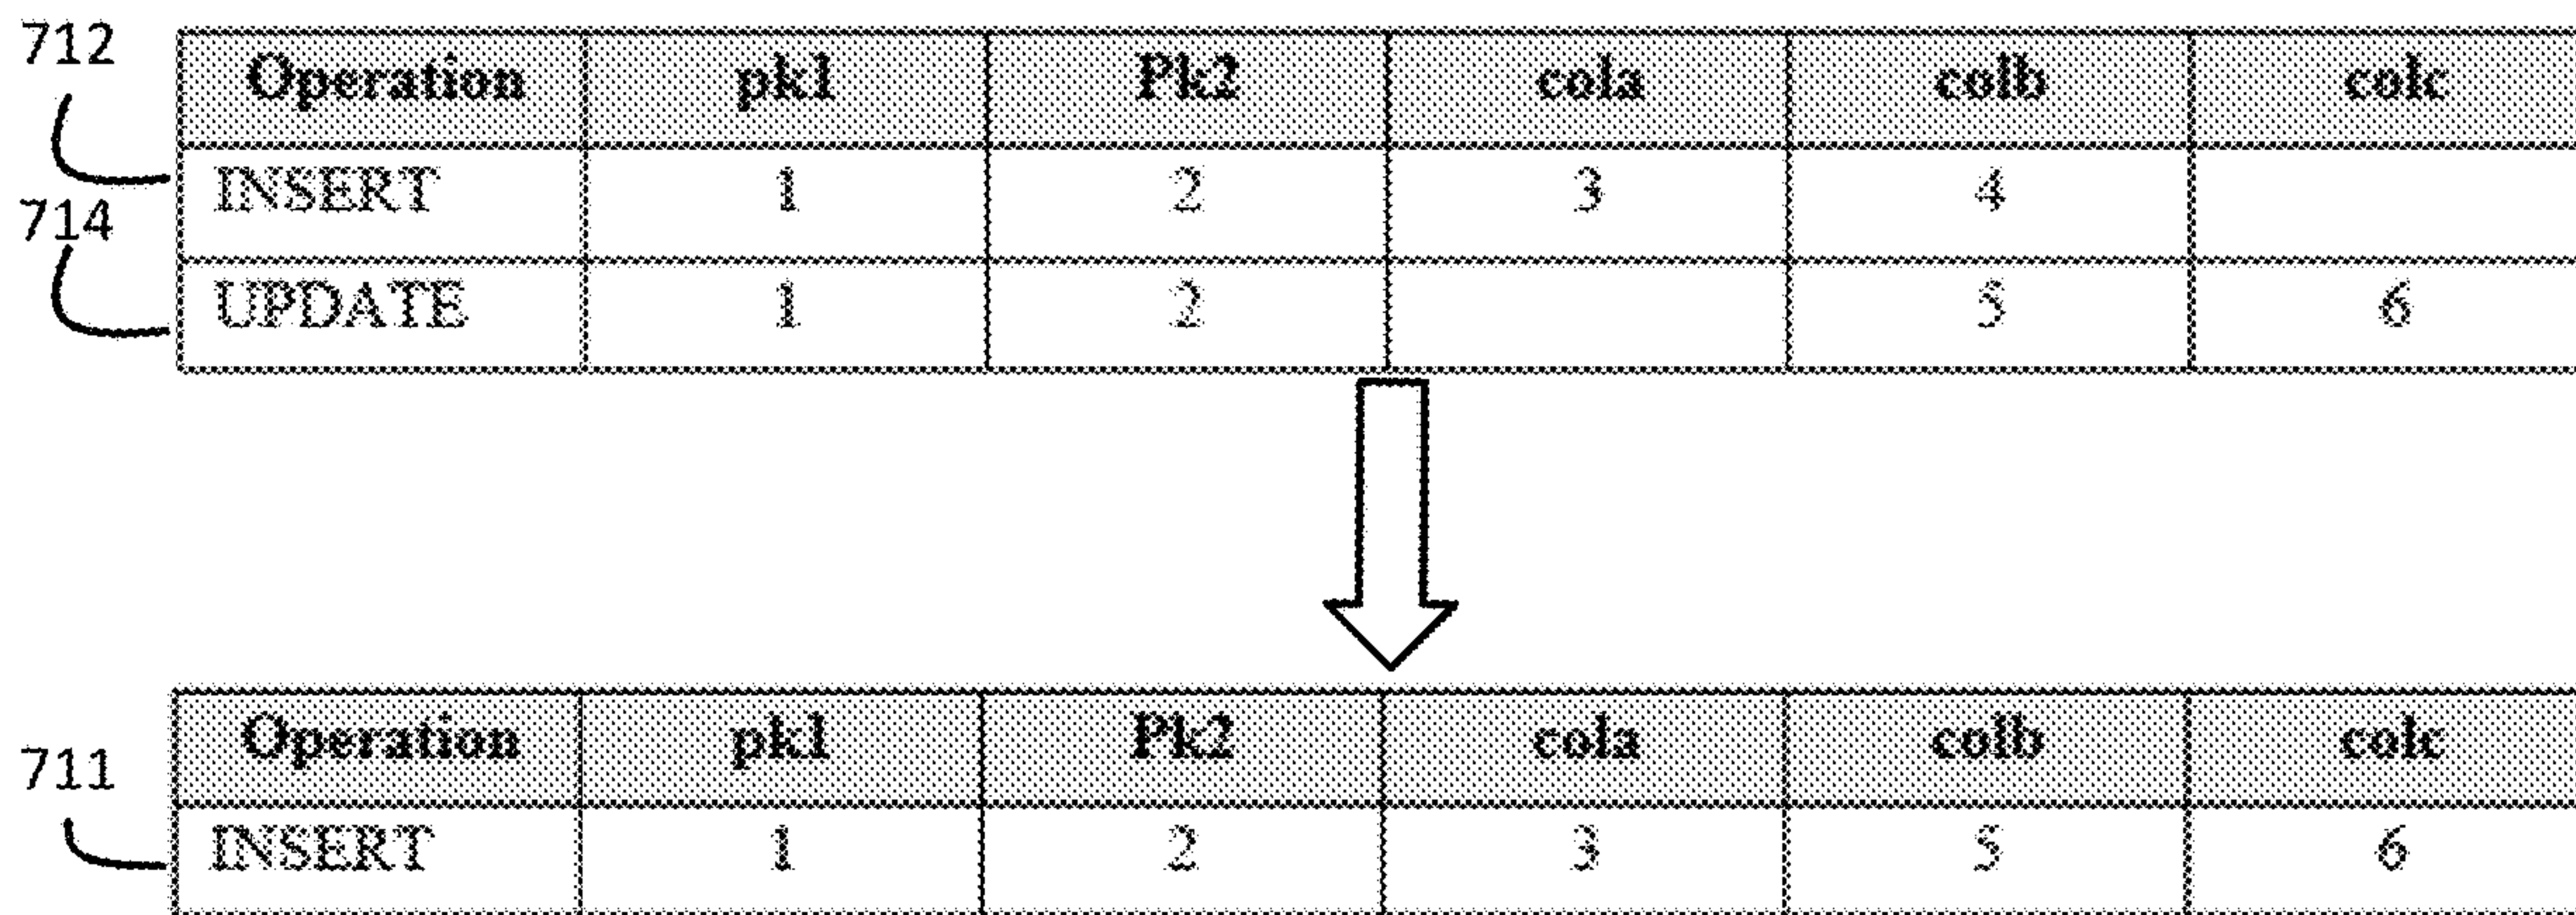 712
Operation pk1 Pk2 cola colb colc
INSERT 1 2 3 4
714
UPDATE 1 2 5 6
Operation pk1 Pk2 cola colb colc
711
INSERT 1 2 3 5 6